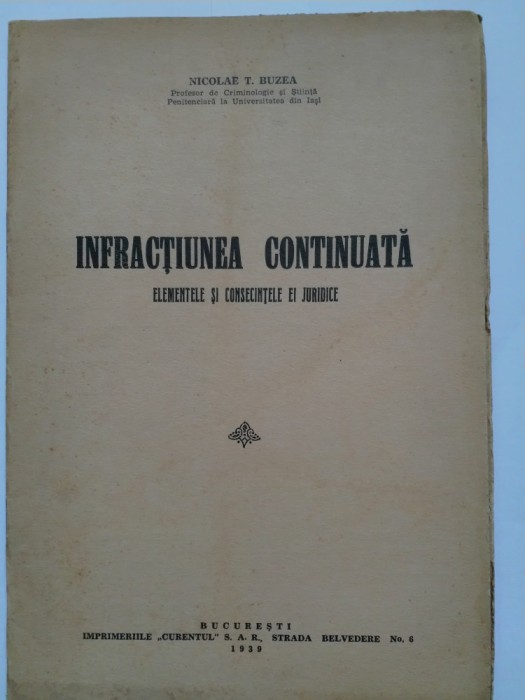 NICOLAE T. BUZEA
Profesor de Criminologie și Știință
Penitenciară la Universitatea din Iași
INFRACȚIUNEA CONTINUATĂ
ELEMENTELE ȘI CONSECINȚELE EI JURIDICE
BUCUREȘTI
IMPRIMERIILE „CURENTUL" S. A. R., STRADA BELVEDERE No. 6
1939